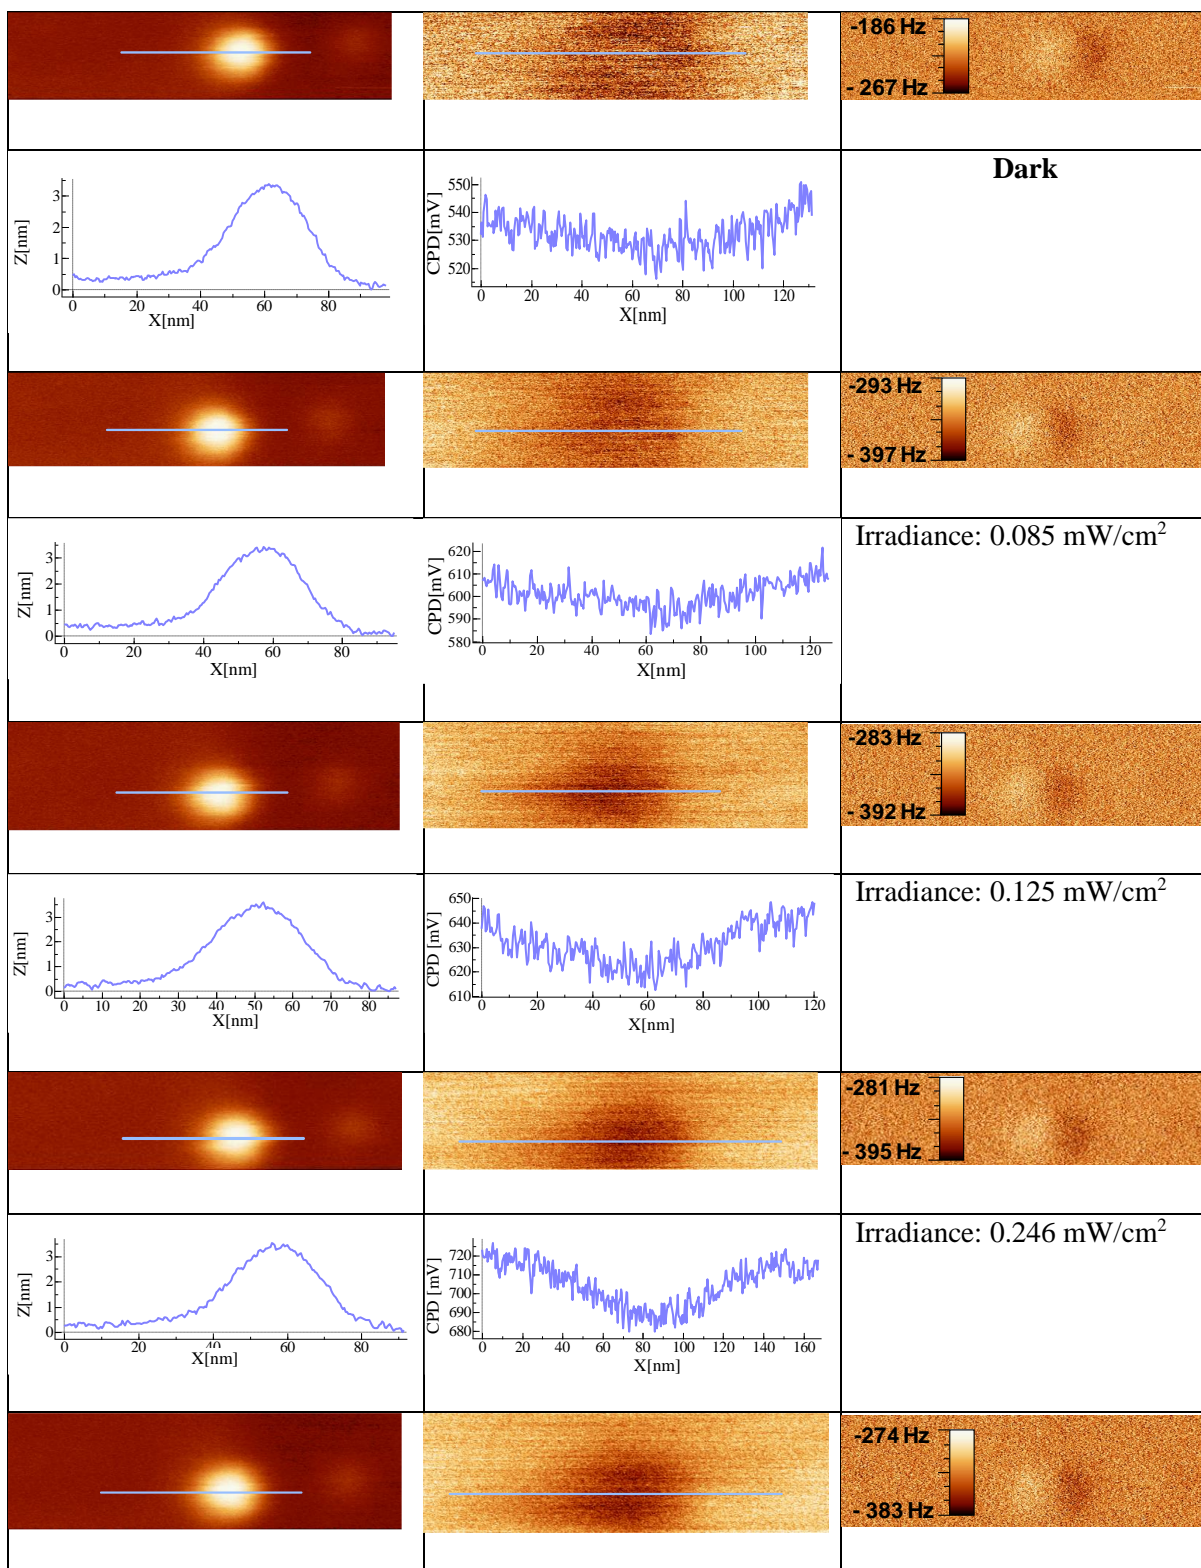 -186 Hz
- 267 Hz
Dark
Z[nm]
3
2
1
0
0 20 40 60 80
X[nm]
CPD[mV]
550
540
530
520
0 20 40 60 80 100 120
X[nm]
-293 Hz
- 397 Hz
Irradiance: 0.085 mW/cm²
Z[nm]
3
2
1
0
0 20 40 60 80
X[nm]
CPD[mV]
620
610
600
590
580
0 20 40 60 80 100 120
X[nm]
-283 Hz
- 392 Hz
Irradiance: 0.125 mW/cm²
Z[nm]
3
2
1
0
0 10 20 30 40 50 60 70 80
X[nm]
CPD [mV]
650
640
630
620
610
0 20 40 60 80 100 120
X[nm]
-281 Hz
- 395 Hz
Irradiance: 0.246 mW/cm²
Z[nm]
3
2
1
0
0 20 40 60 80
X[nm]
CPD [mV]
720
710
700
690
680
0 20 40 60 80 100 120 140 160
X[nm]
-274 Hz
- 383 Hz